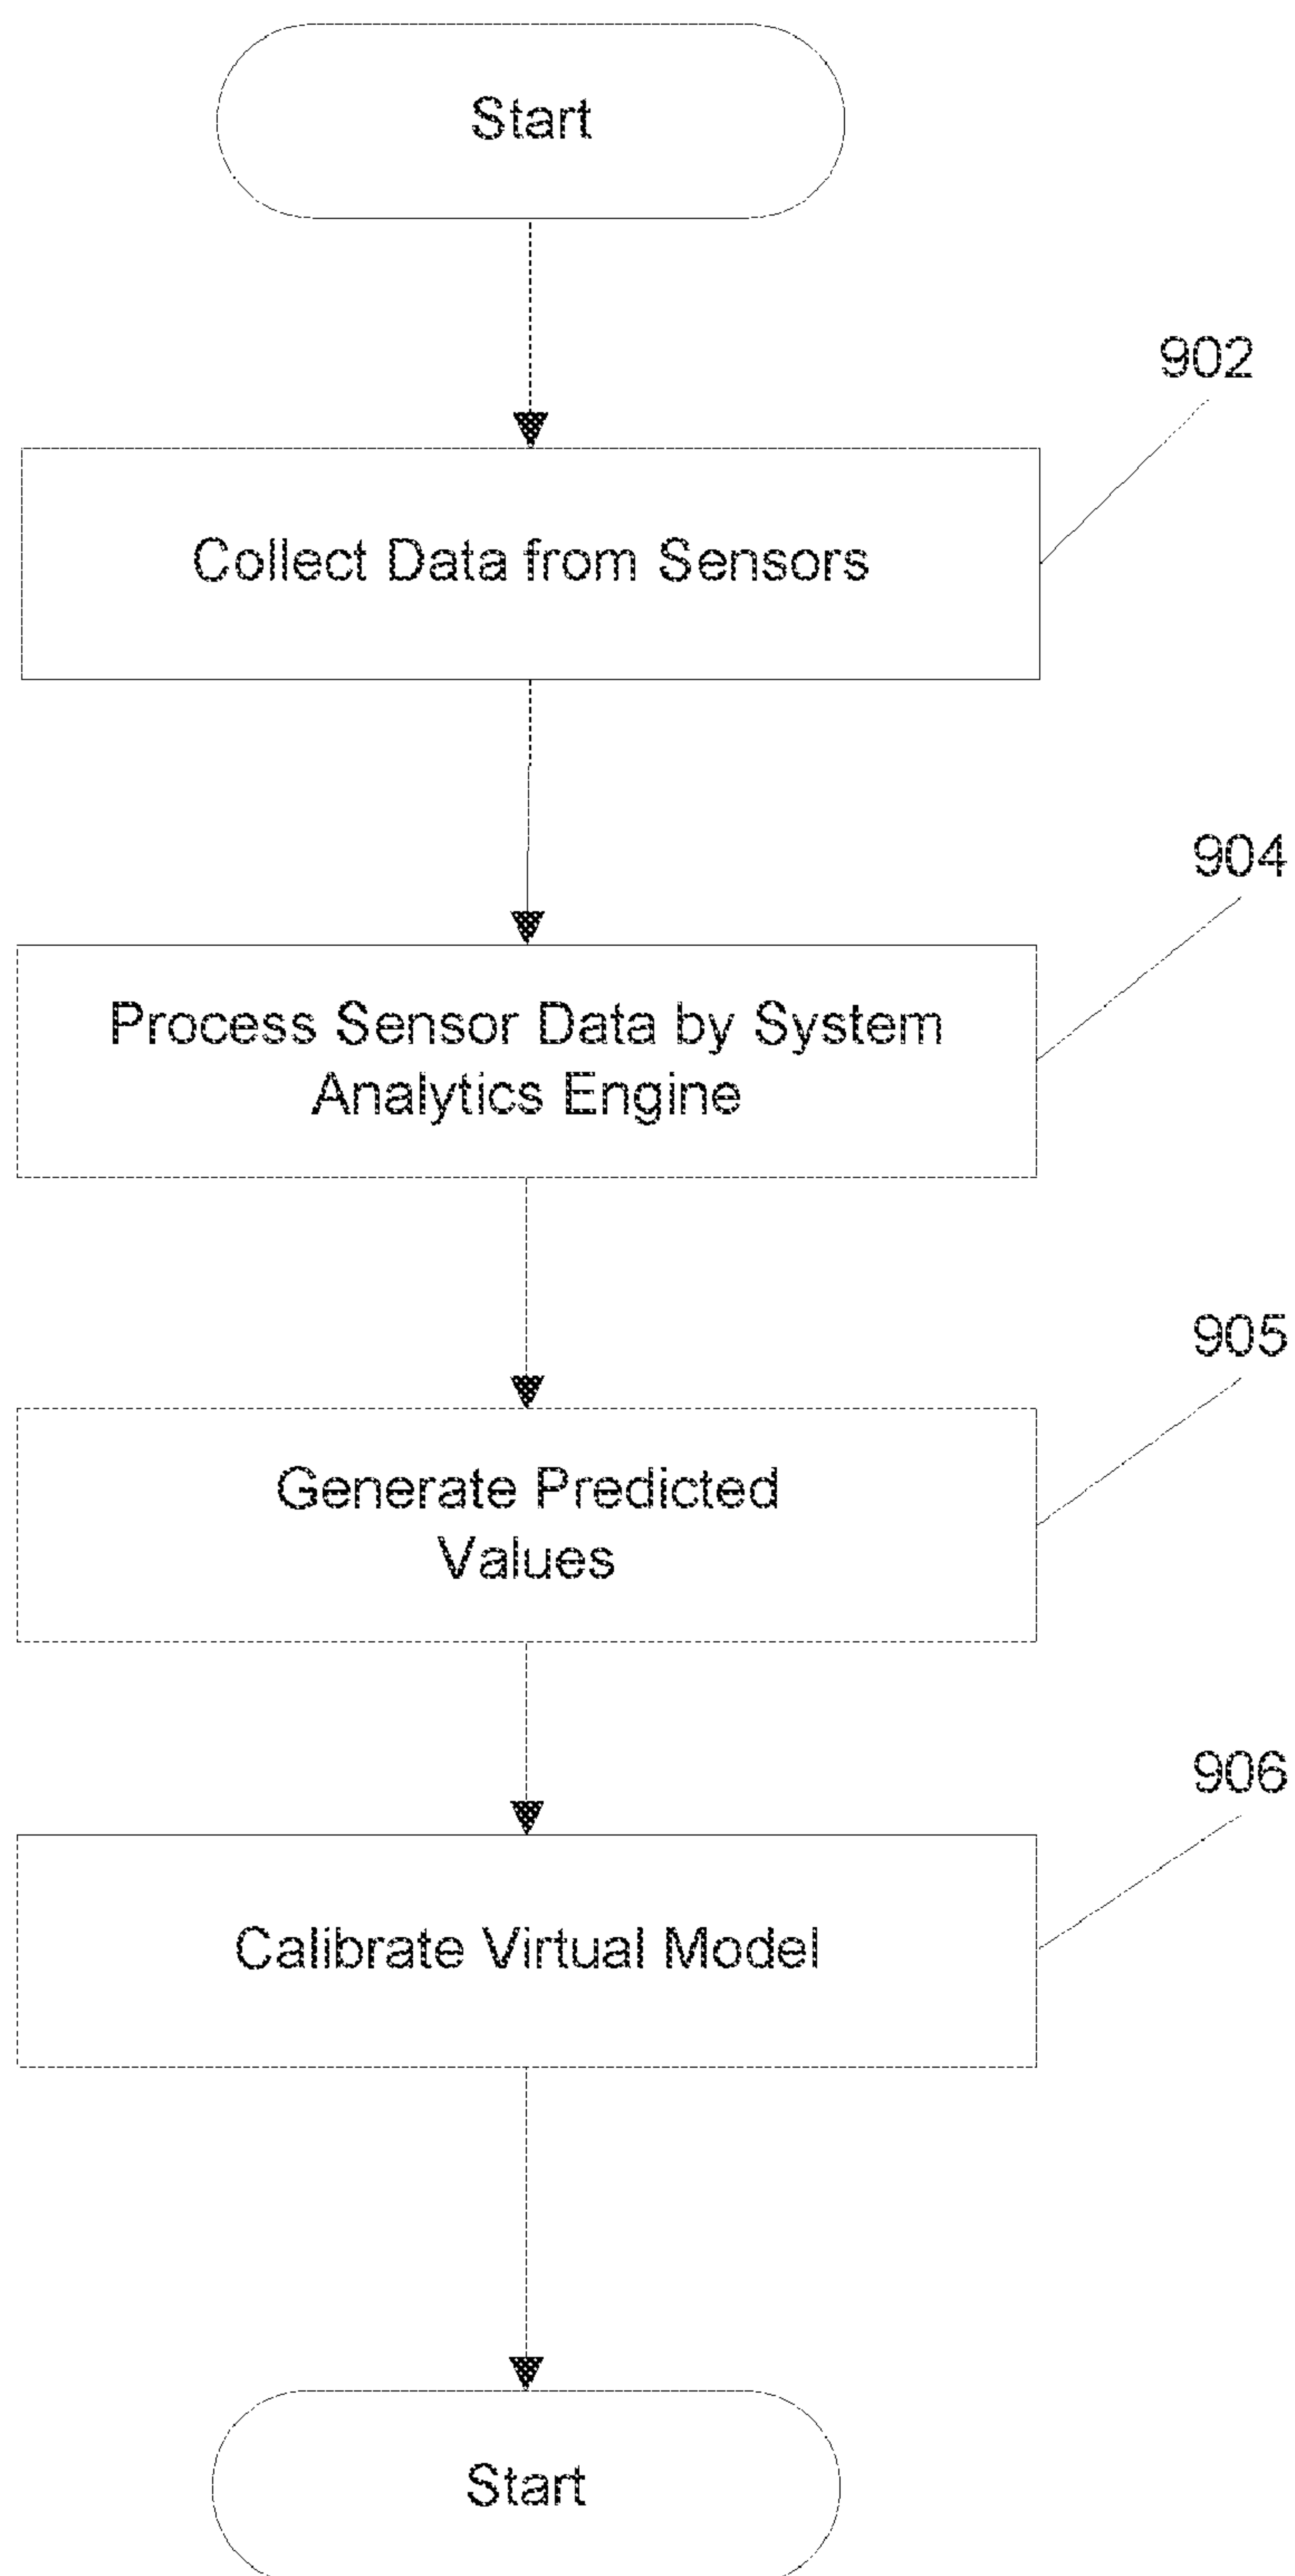 Start
902
Collect Data from Sensors
904
Process Sensor Data by System
Analytics Engine
905
Generate Predicted
Values
906
Calibrate Virtual Model
Start